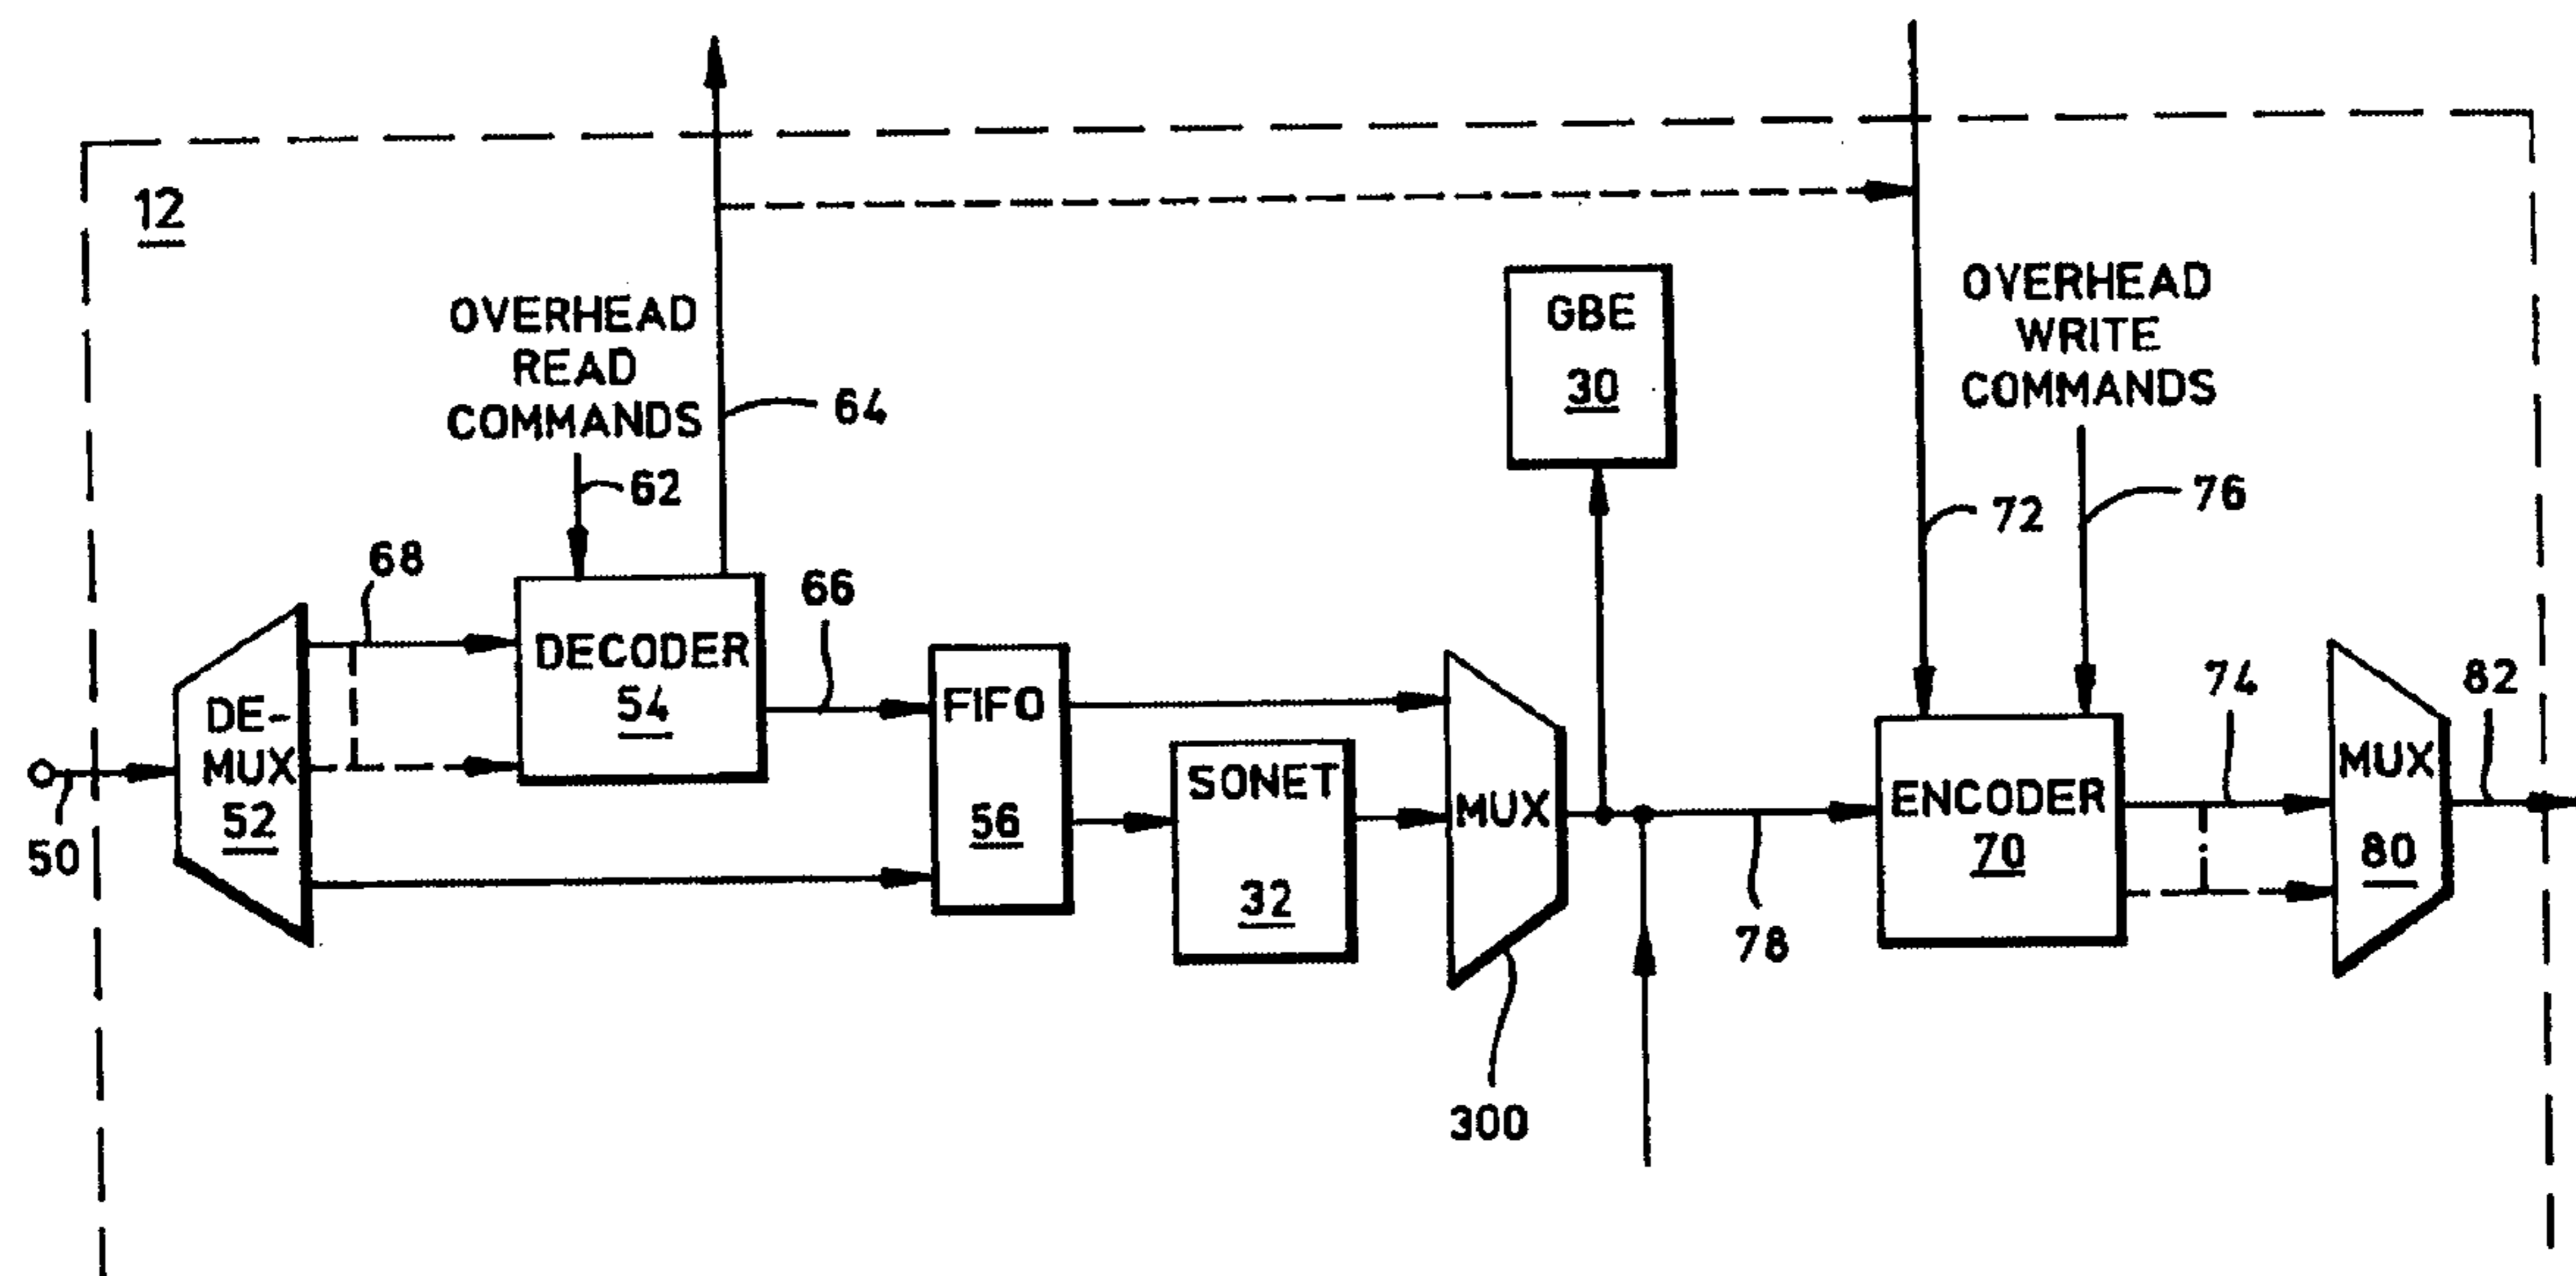 12
OVERHEAD
READ
COMMANDS
62
64
68
66
DECODER
54
DE-
MUX
52
50
FIFO
56
SONET
32
MUX
300
GBE
30
78
OVERHEAD
WRITE
COMMANDS
72
76
ENCODER
70
74
MUX
80
82